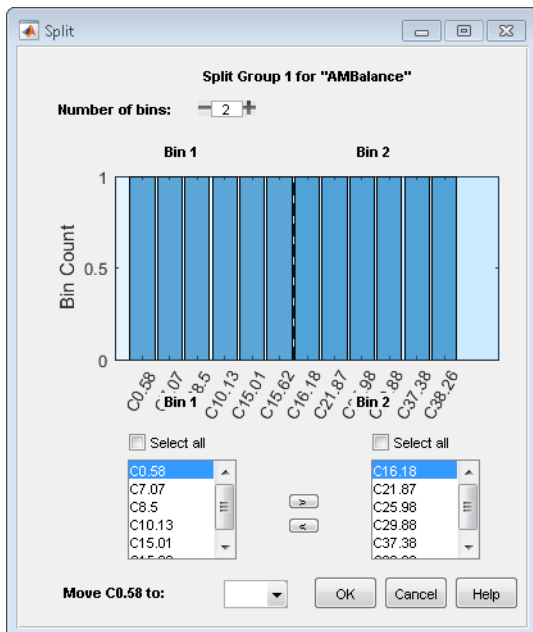 Split
Split Group 1 for "AMBalance"
Number of bins: 2
Bin 1 Bin 2
1
0.5
0
Bin Count
C0.58 C10.13 C15.01 C15.62 C16.18 C21.87 C37.38 C38.26
Bin 1 Bin 2
Select all Select all
C0.58 C16.18
C7.07 C21.87
C8.5 C25.98
C10.13 > C29.88
C15.01 < C37.38
Move C0.58 to: OK Cancel Help